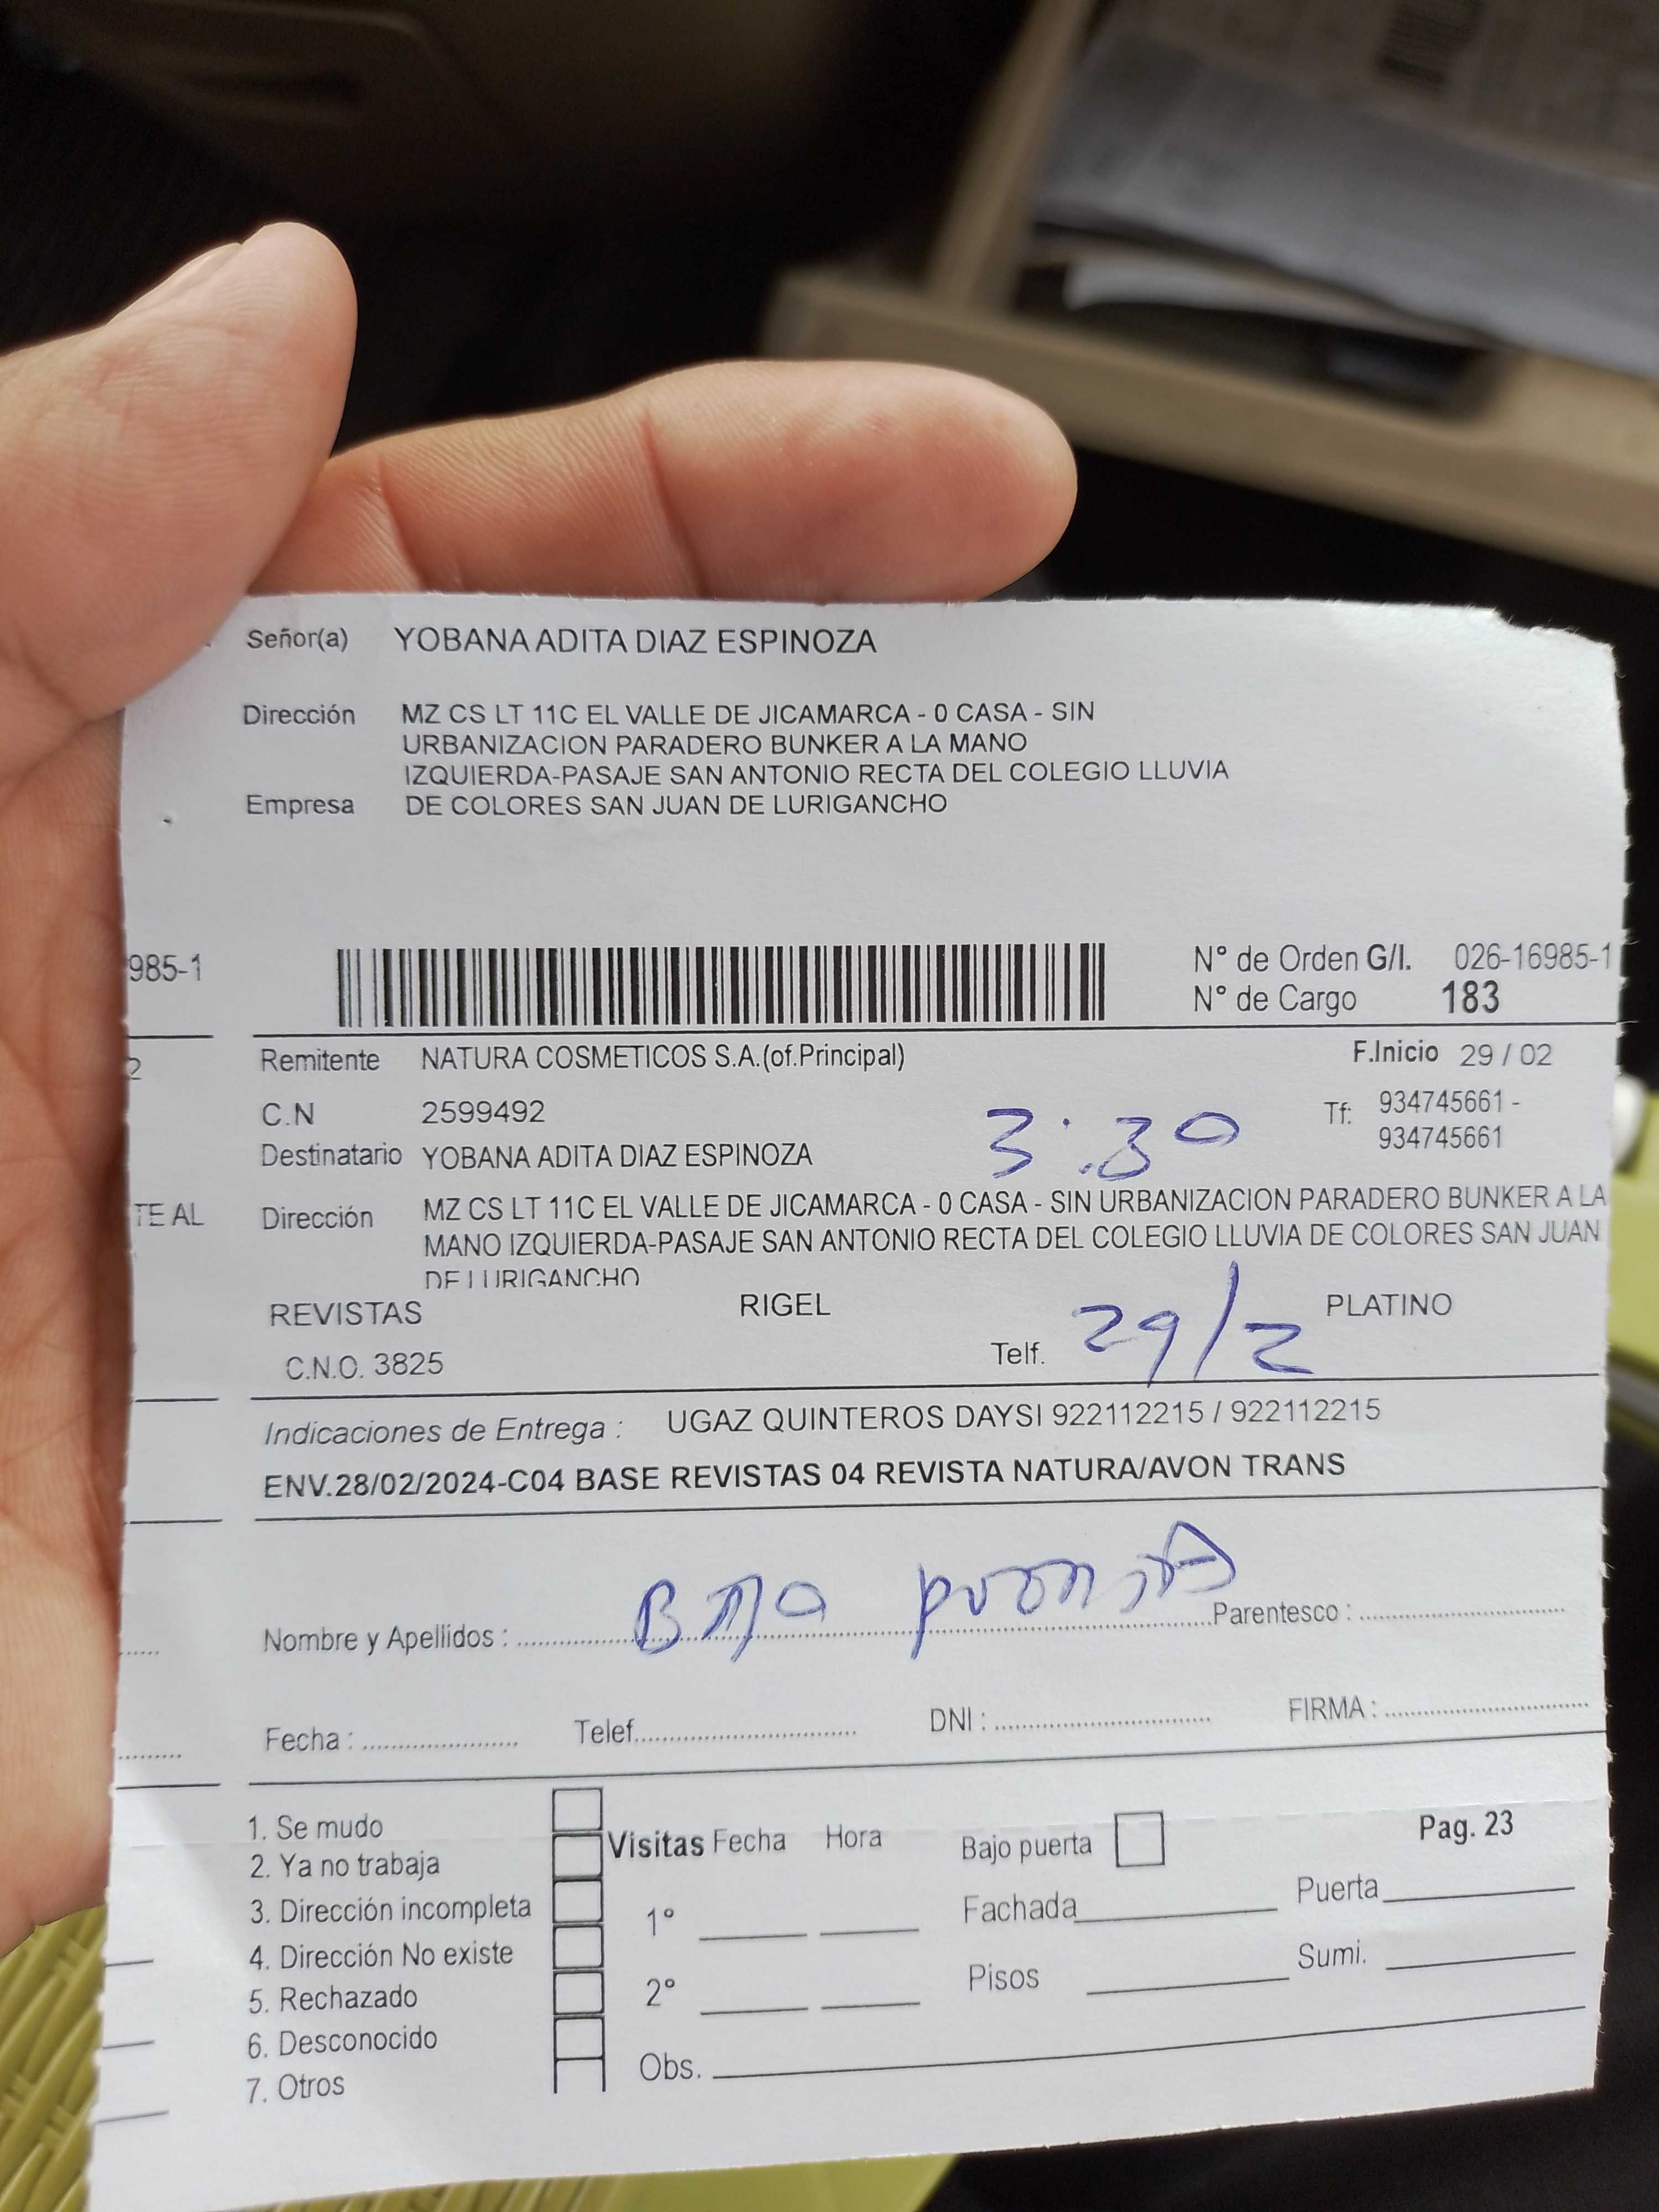 Señor(a) YOBANA ADITA DIAZ ESPINOZA
Dirección MZ CS LT 11C EL VALLE DE JICAMARCA - 0 CASA - SIN
URBANIZACION PARADERO BUNKER A LA MANO
IZQUIERDA-PASAJE SAN ANTONIO RECTA DEL COLEGIO LLUVIA
Empresa DE COLORES SAN JUAN DE LURIGANCHO
985-1
N° de Orden G/I. 026-16985-1
N° de Cargo 183
2
Remitente NATURA COSMETICOS S.A.(of.Principal) F.Inicio 29 / 02
C.N 2599492 3:30 Tf: 934745661 -
934745661
Destinatario YOBANA ADITA DIAZ ESPINOZA
TE AL
Dirección MZ CS LT 11C EL VALLE DE JICAMARCA - 0 CASA - SIN URBANIZACION PARADERO BUNKER A LA
MANO IZQUIERDA-PASAJE SAN ANTONIO RECTA DEL COLEGIO LLUVIA DE COLORES SAN JUAN
DE LURIGANCHO
REVISTAS RIGEL PLATINO
C.N.O. 3825 Telf. 29/2
Indicaciones de Entrega : UGAZ QUINTEROS DAYSI 922112215 / 922112215
ENV.28/02/2024-C04 BASE REVISTAS 04 REVISTA NATURA/AVON TRANS
Nombre y Apellidos : Parentesco :
Fecha : Telef. DNI : FIRMA :
1. Se mudo
2. Ya no trabaja
3. Dirección incompleta
4. Dirección No existe
5. Rechazado
6. Desconocido
7. Otros
Visitas Fecha Hora
1°
2°
Obs.
Bajo puerta
Fachada
Pisos
Pag. 23
Puerta
Sumi.